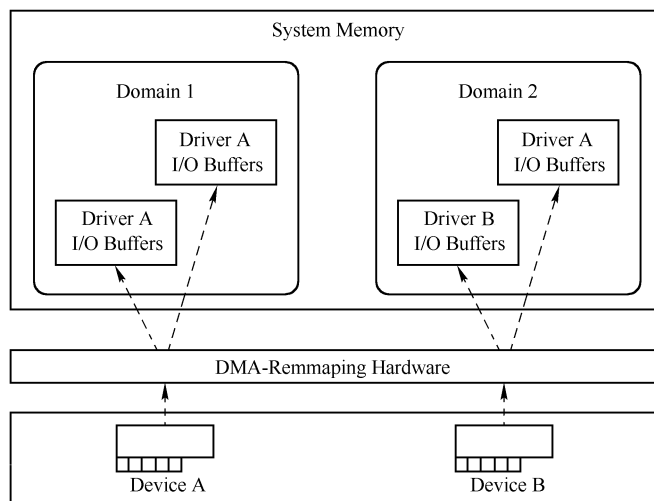 System Memory
Domain 1
Domain 2
Driver A
I/O Buffers
Driver A
I/O Buffers
Driver A
I/O Buffers
Driver B
I/O Buffers
DMA-Remmaping Hardware
Device A
Device B